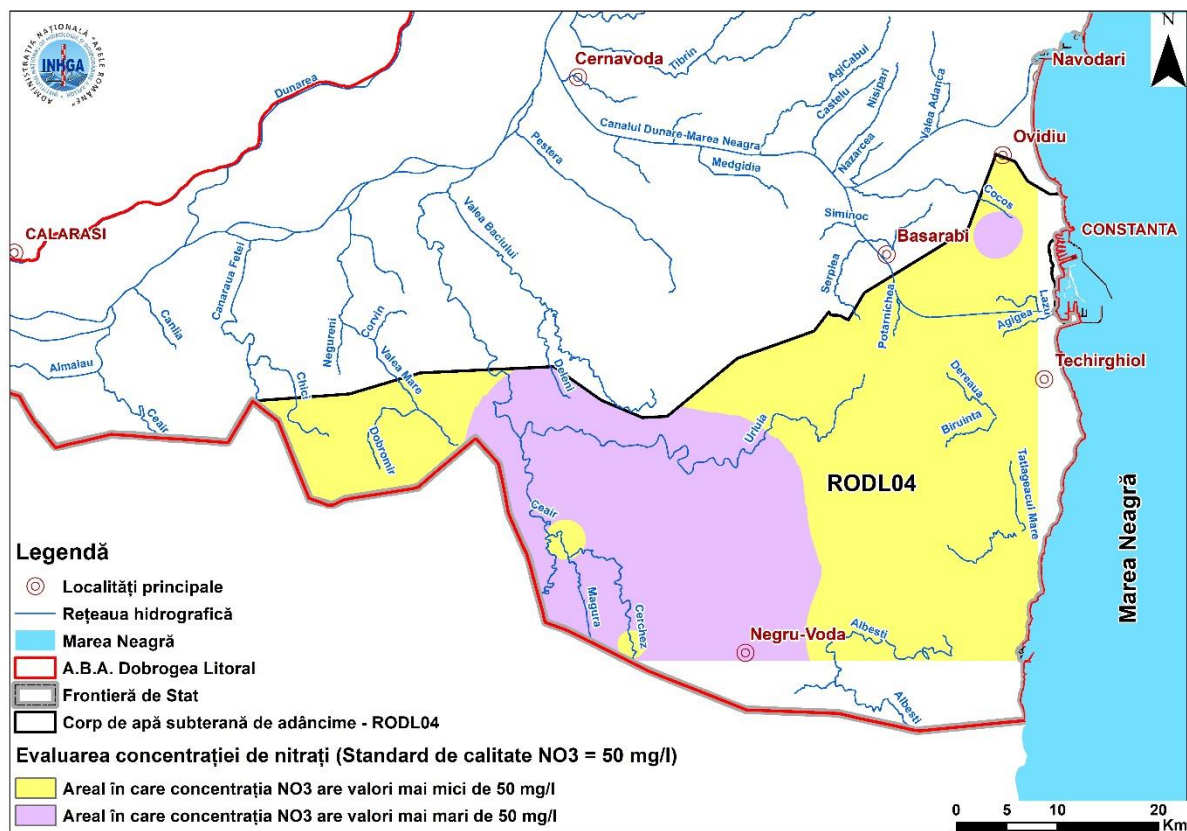 ADMINISTRAȚIA NAȚIONALĂ "APELE ROMÂNE"
INHGA
N
Navodari
Cernavoda
Tibrin
AgiCabul
Castelu
Nisipari
Valea Adanca
Nazarcea
Dunarea
Canalul Dunare-Marea Neagra
Ovidiu
Pestera
Medgidia
Cocos
Valea Baciului
Siminoc
CONSTANTA
CALARASI
Basarabi
Canaraua Fetei
Serplea
Potarnichea
Lazu
Agigea
Canlia
Negureni
Corvin
Almalau
Valea Mare
Deleni
Techirghiol
Chici
Dereaua
Ceair
Dobromir
Urluia
Biruinta
Tatlageacui Mare
RODL04
Marea Neagră
Ceair
Magura
Cerchez
Negru-Voda
Albesti
Albesti
Legendă
Localități principale
Rețeaua hidrografică
Marea Neagră
A.B.A. Dobrogea Litoral
Frontieră de Stat
Corp de apă subterană de adâncime - RODL04
Evaluarea concentrației de nitrați (Standard de calitate NO3 = 50 mg/l)
Areal în care concentrația NO3 are valori mai mici de 50 mg/l
Areal în care concentrația NO3 are valori mai mari de 50 mg/l
0 5 10 20
Km